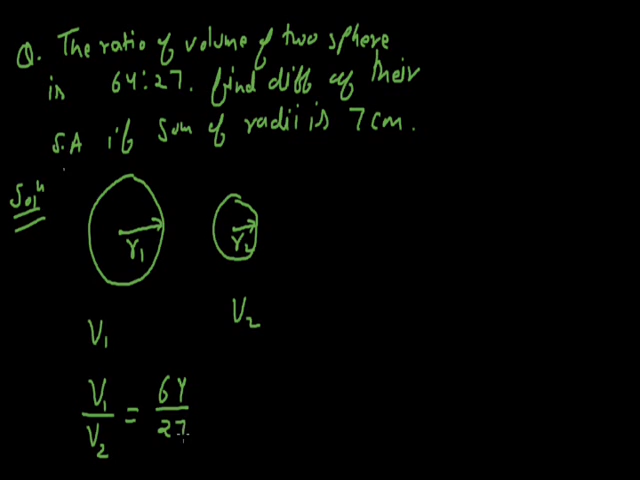 Q. The ratio of volume of two sphere
is 64:27. find diff of their
S.A if sum of radii is 7cm.
Solⁿ
r₁ r₂
V₁ V₂
V₁/V₂ = 64/27